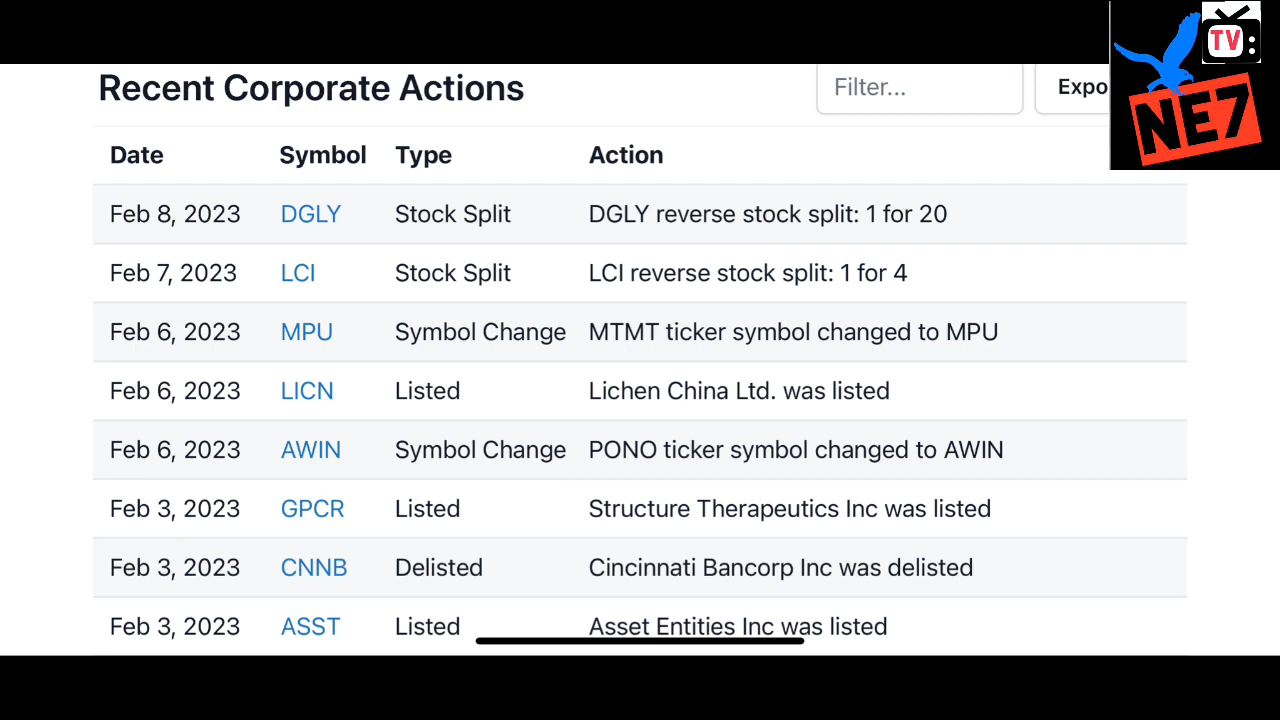 TV:
NE7
Recent Corporate Actions Filter... Expo
Date Symbol Type Action
Feb 8, 2023 DGLY Stock Split DGLY reverse stock split: 1 for 20
Feb 7, 2023 LCI Stock Split LCI reverse stock split: 1 for 4
Feb 6, 2023 MPU Symbol Change MTMT ticker symbol changed to MPU
Feb 6, 2023 LICN Listed Lichen China Ltd. was listed
Feb 6, 2023 AWIN Symbol Change PONO ticker symbol changed to AWIN
Feb 3, 2023 GPCR Listed Structure Therapeutics Inc was listed
Feb 3, 2023 CNNB Delisted Cincinnati Bancorp Inc was delisted
Feb 3, 2023 ASST Listed Asset Entities Inc was listed